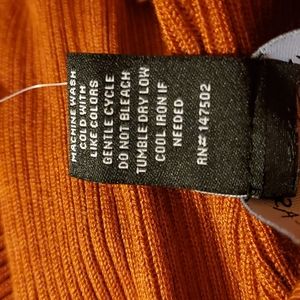 MACHINE WASH
COLD WITH
LIKE COLORS
GENTLE CYCLE
DO NOT BLEACH
TUMBLE DRY LOW
COOL IRON IF
NEEDED
RN# 147502